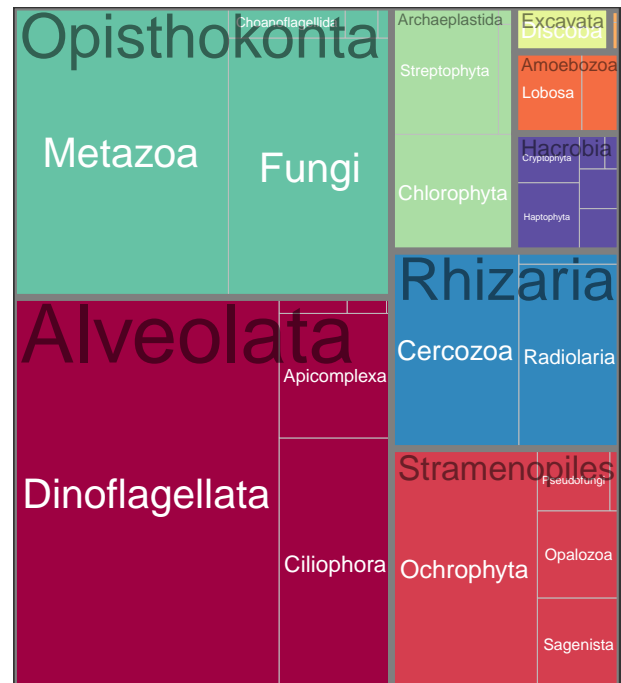 Opisthokonta
Choanoflagellida
Metazoa
Fungi
Archaeplastida
Streptophyta
Chlorophyta
Excavata
Discoba
Amoebozoa
Lobosa
Hacrobia
Cryptophyta
Haptophyta
Alveolata
Apicomplexa
Dinoflagellata
Ciliophora
Rhizaria
Cercozoa
Radiolaria
Stramenopiles
Pseudofungi
Ochrophyta
Opalozoa
Sagenista